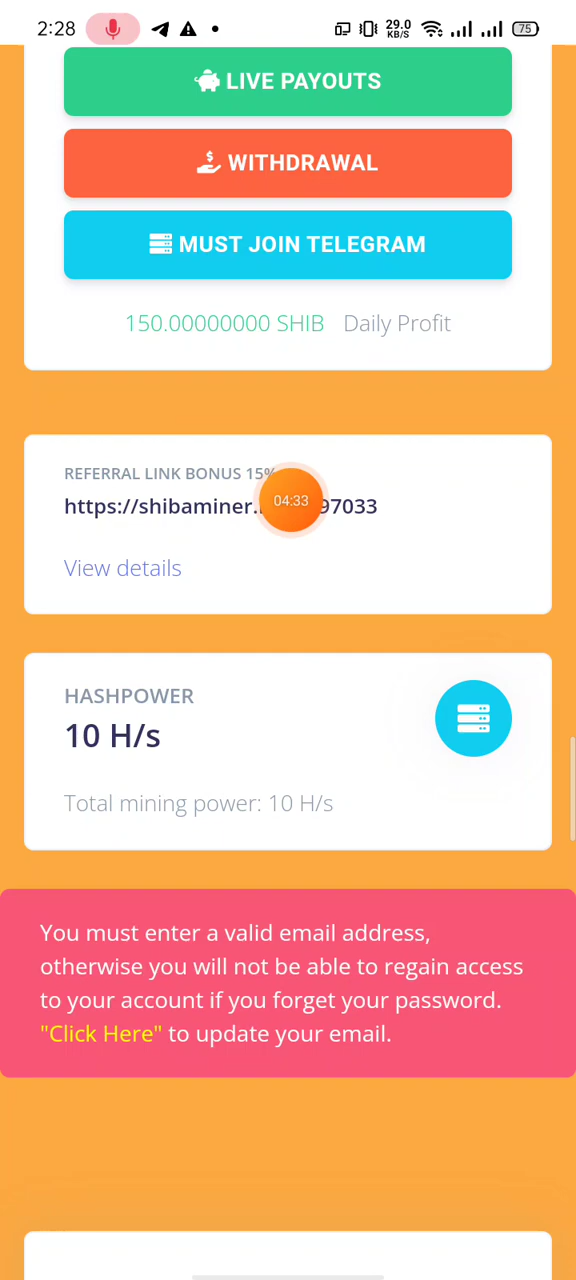 2:28
29.0
KB/S
75
LIVE PAYOUTS
WITHDRAWAL
MUST JOIN TELEGRAM
150.00000000 SHIB Daily Profit
REFERRAL LINK BONUS 15%
04:33
https://shibaminer. 97033
View details
HASHPOWER
10 H/s
Total mining power: 10 H/s
You must enter a valid email address,
otherwise you will not be able to regain access
to your account if you forget your password.
"Click Here" to update your email.